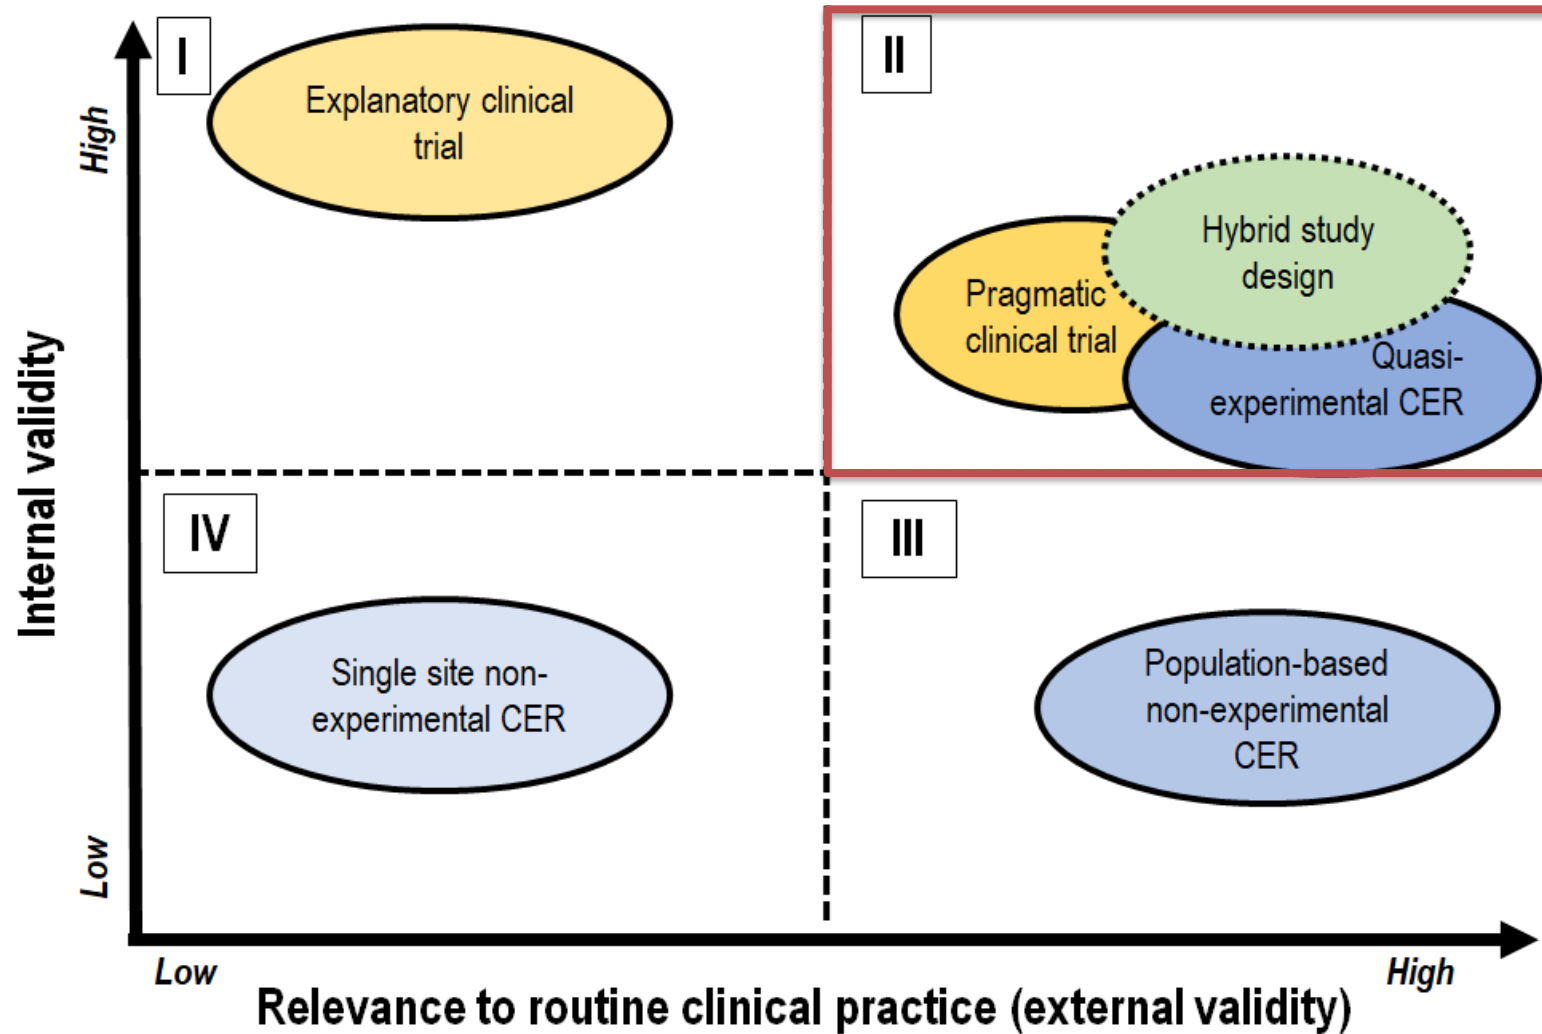 I
Explanatory clinical
trial
II
Hybrid study
design
Pragmatic
clinical trial
Quasi-
experimental CER
High
Internal validity
Low
IV
Single site non-
experimental CER
III
Population-based
non-experimental
CER
Low
High
Relevance to routine clinical practice (external validity)